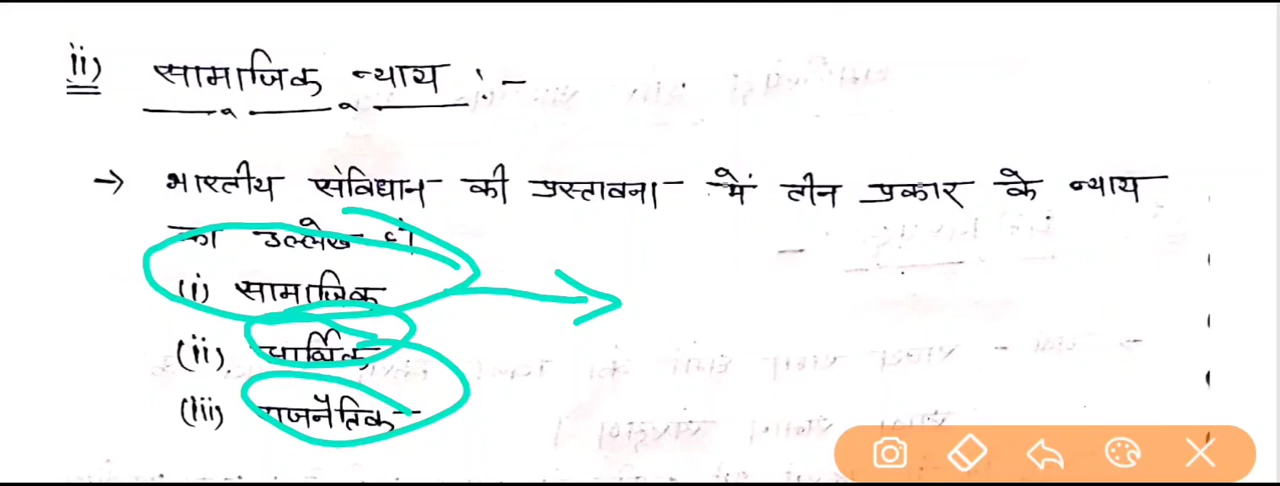 ii) सामाजिक न्याय :-
→ भारतीय संविधान की प्रस्तावना में तीन प्रकार के न्याय
का उल्लेख है।
(i) सामाजिक
(ii) आर्थिक
(iii) राजनैतिक